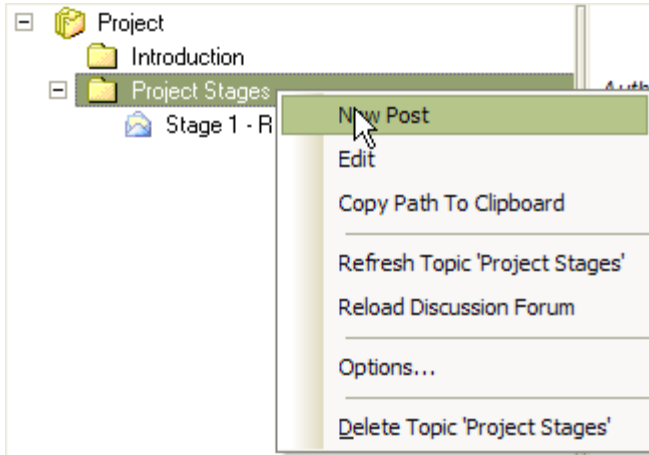 Project
Introduction
Project Stages
Stage 1 - R
Auth
New Post
Edit
Copy Path To Clipboard
Refresh Topic 'Project Stages'
Reload Discussion Forum
Options...
Delete Topic 'Project Stages'